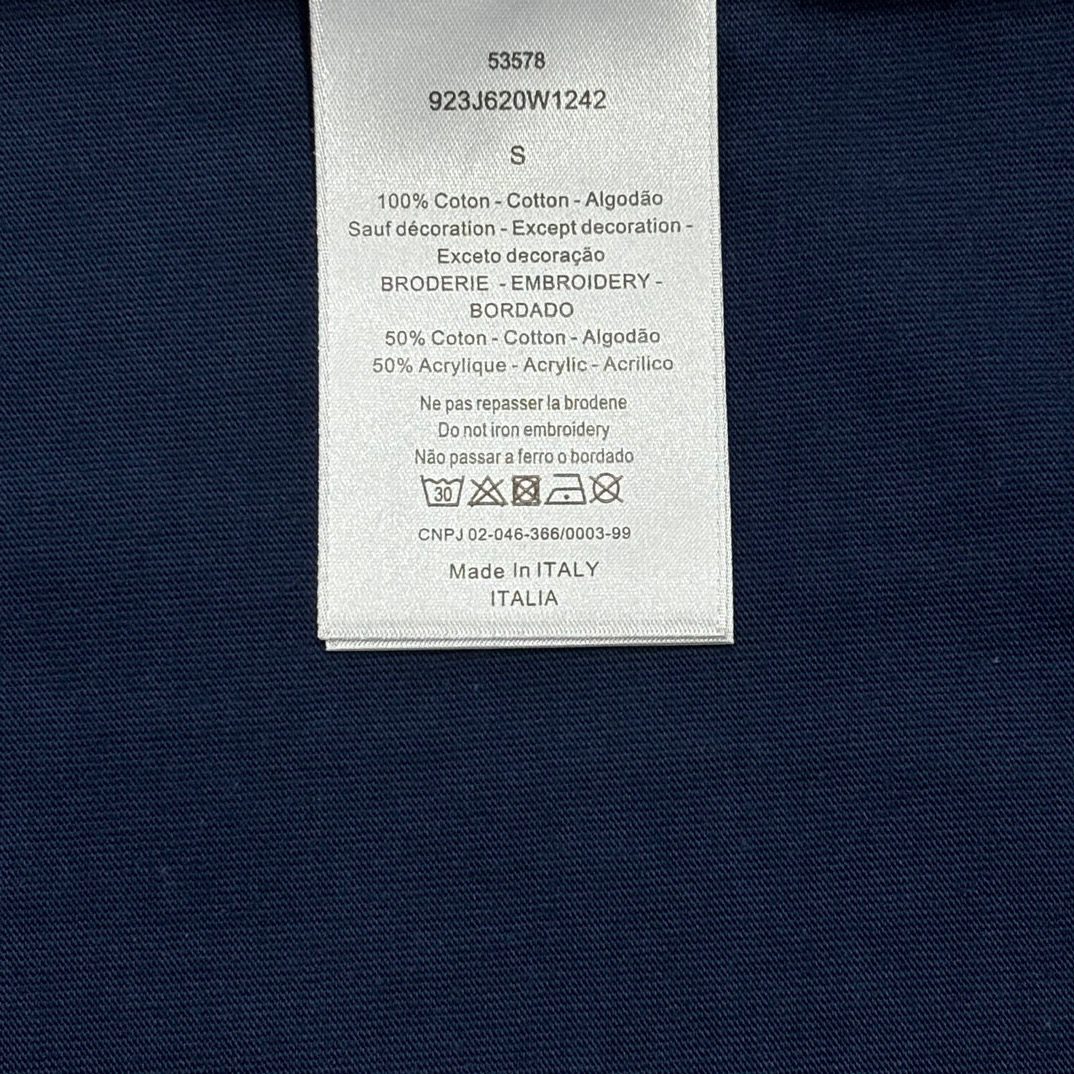 53578
923J620W1242
S
100% Coton - Cotton - Algodão
Sauf décoration - Except decoration -
Exceto decoração
BRODERIE - EMBROIDERY -
BORDADO
50% Coton - Cotton - Algodão
50% Acrylique - Acrylic - Acrilico
Ne pas repasser la brodene
Do not iron embroidery
Não passar a ferro o bordado
30
CNPJ 02-046-366/0003-99
Made In ITALY
ITALIA